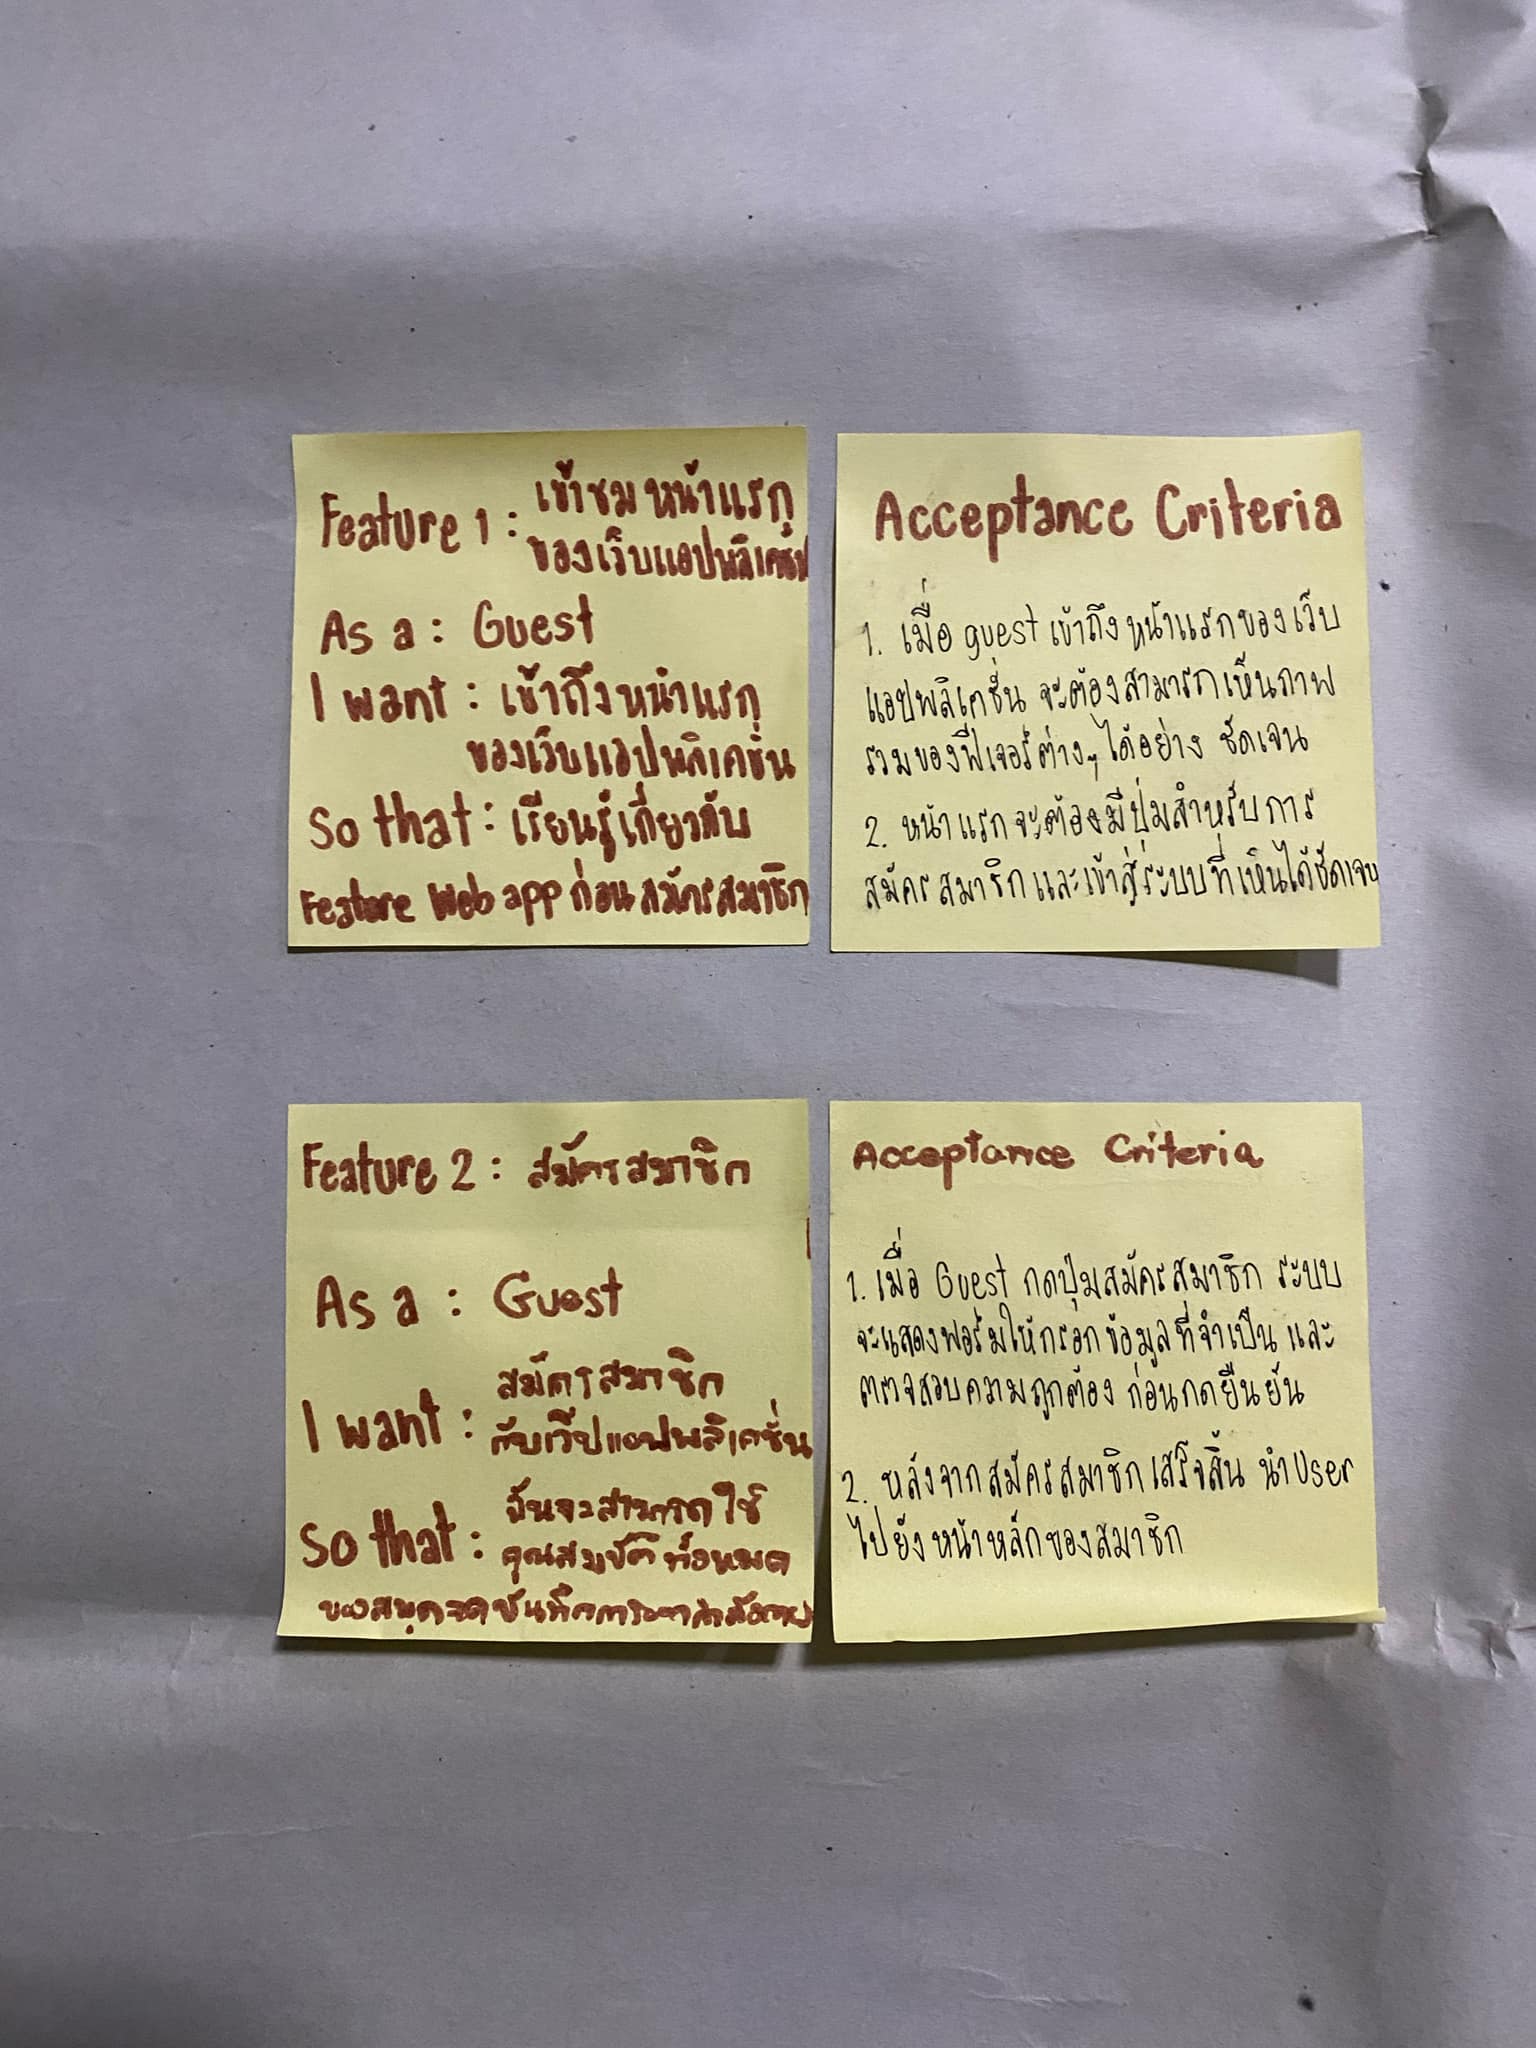 Feature 1 : เข้าชมหน้าแรก
ของเว็บแอปพลิเคชัน
As a : Guest
I want : เข้าถึงหน้าแรก
ของเว็บแอปพลิเคชั่น
So that : เรียนรู้เกี่ยวกับ
Feature Web app ก่อนสมัครสมาชิก
Acceptance Criteria
1. เมื่อ guest เข้าถึงหน้าแรกของเว็บ
แอปพลิเคชั่น จะต้องสามารถเห็นภาพ
รวมของฟีเจอร์ต่างๆ ได้อย่าง ชัดเจน
2. หน้าแรกจะต้องมีปุ่มสำหรับการ
สมัครสมาชิกและเข้าสู่ระบบที่เห็นได้ชัดเจน
Feature 2 : สมัครสมาชิก
As a : Guest
I want : สมัครสมาชิก
กับเว็ปแอฟพลิเคชั่น
So that : ฉันจะสามารถใช้
คุณสมบัติทั้งหมด
ของสมุดจดบันทึกการออกกำลังกาย
Acceptance Criteria
1. เมื่อ Guest กดปุ่มสมัครสมาชิก ระบบ
จะแสดงฟอร์มให้กรอกข้อมูลที่จำเป็น และ
ตรวจสอบความถูกต้อง ก่อนกดยืนยัน
2. หลังจากสมัครสมาชิกเสร็จสิ้น นำ User
ไปยังหน้าหลักของสมาชิก